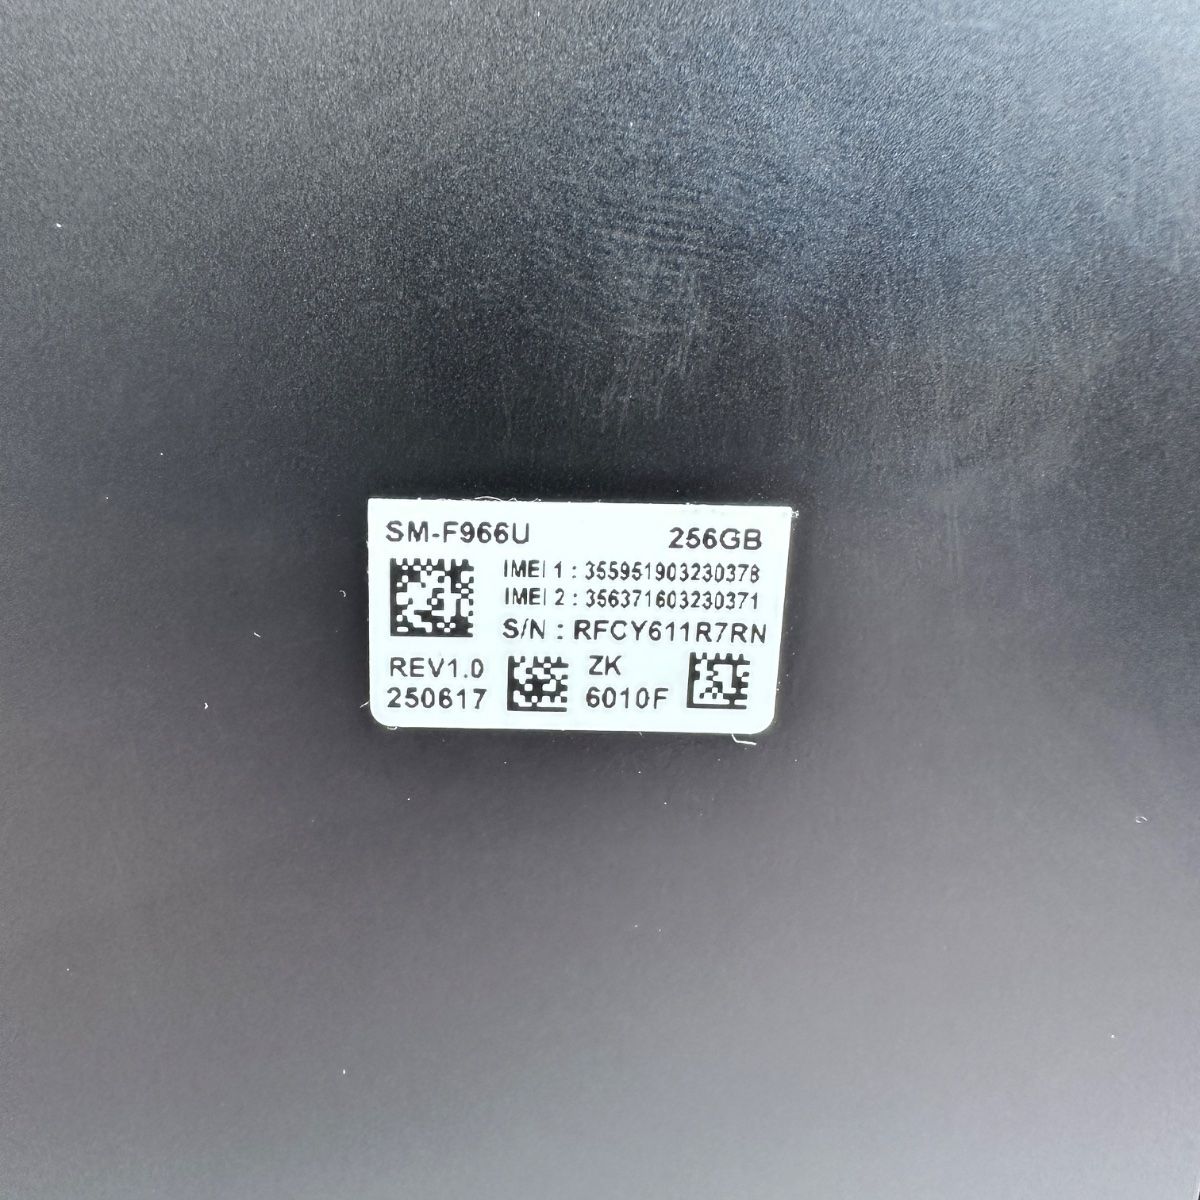 SM-F966U 256GB
IMEI 1 : 355951903230378
IMEI 2 : 356371603230371
S/N : RFCY611R7RN
REV1.0 ZK
250617 6010F